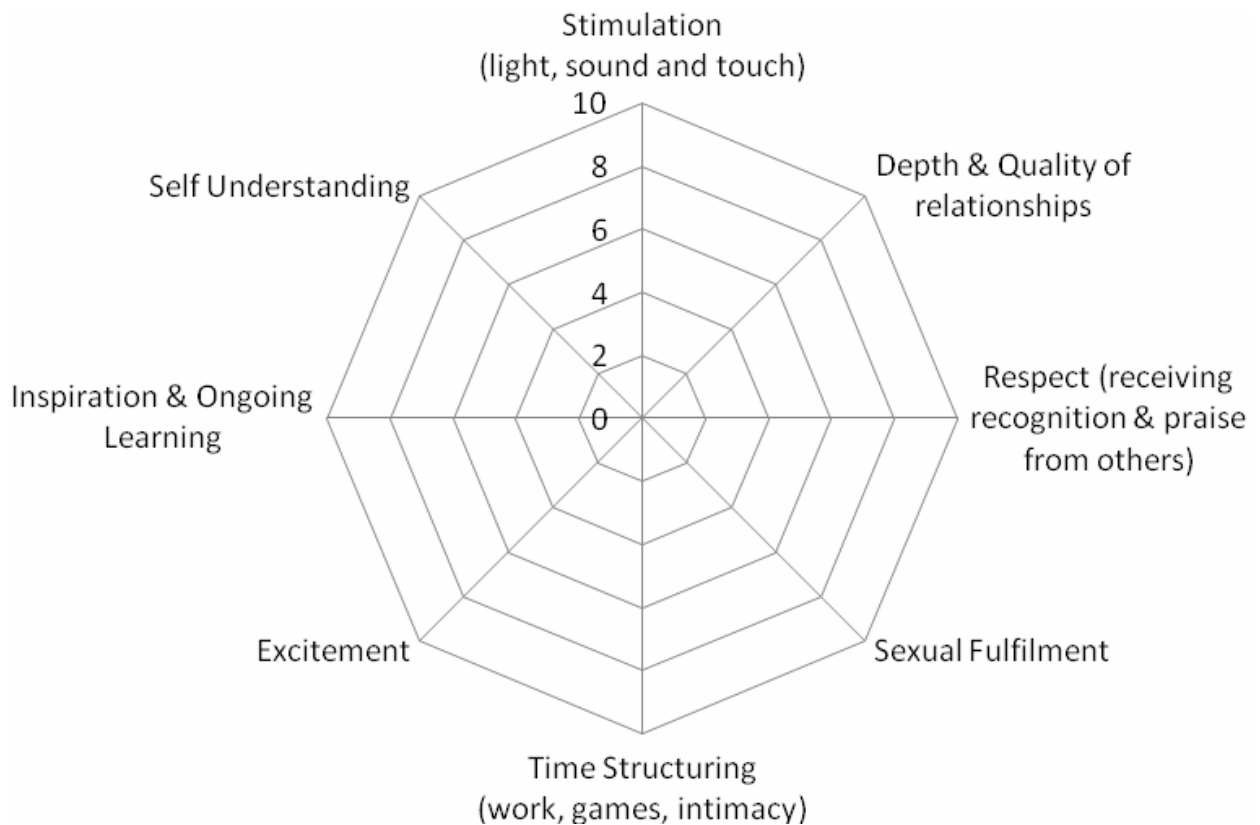 Stimulation
(light, sound and touch)
10
8
6
4
2
0
Depth & Quality of
relationships
Respect (receiving
recognition & praise
from others)
Sexual Fulfilment
Time Structuring
(work, games, intimacy)
Excitement
Inspiration & Ongoing
Learning
Self Understanding